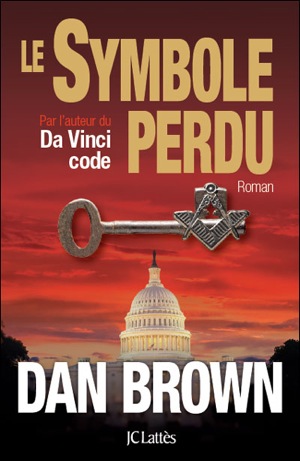 LE SYMBOLE
PERDU
Par l'auteur du
Da Vinci
code
Roman
DAN BROWN
JC Lattès